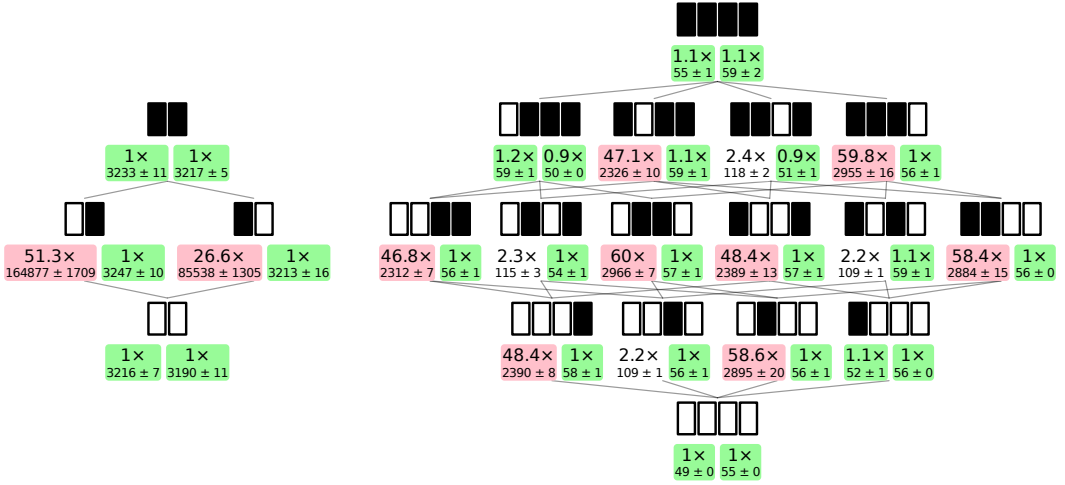 1.1× 1.1×
55 ± 1 59 ± 2
1× 1×
3233 ± 11 3217 ± 5
1.2× 0.9× 47.1× 1.1× 2.4× 0.9× 59.8× 1×
59 ± 1 50 ± 0 2326 ± 10 59 ± 1 118 ± 2 51 ± 1 2955 ± 16 56 ± 1
51.3× 1× 26.6× 1×
164877 ± 1709 3247 ± 10 85538 ± 1305 3213 ± 16
46.8× 1× 2.3× 1× 60× 1× 48.4× 1× 2.2× 1.1× 58.4× 1×
2312 ± 7 56 ± 1 115 ± 3 54 ± 1 2966 ± 7 57 ± 1 2389 ± 13 57 ± 1 109 ± 1 59 ± 1 2884 ± 15 56 ± 0
1× 1×
3216 ± 7 3190 ± 11
48.4× 1× 2.2× 1× 58.6× 1× 1.1× 1×
2390 ± 8 58 ± 1 109 ± 1 56 ± 1 2895 ± 20 56 ± 1 52 ± 1 56 ± 0
1× 1×
49 ± 0 55 ± 0